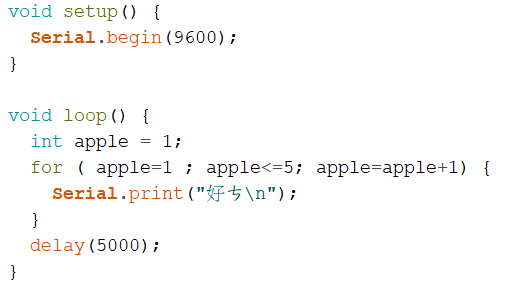 void setup() {
  Serial.begin(9600);
}

void loop() {
  int apple = 1;
  for ( apple=1 ; apple<=5; apple=apple+1) {
    Serial.print("好ㄘ\n");
  }
  delay(5000);
}